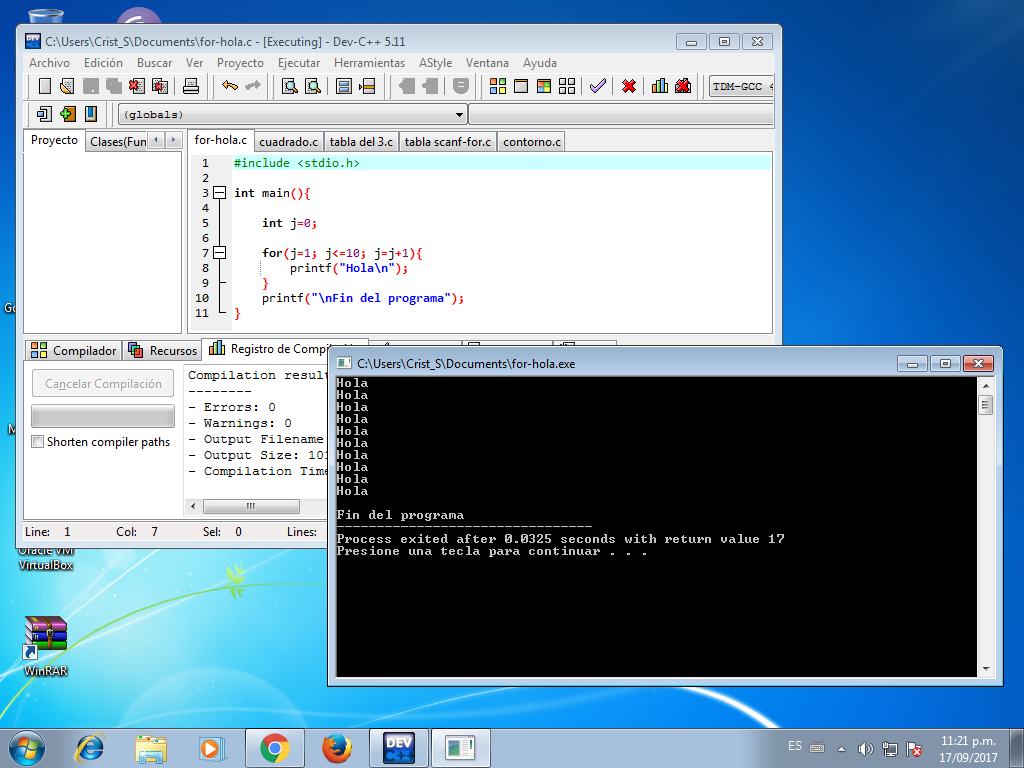 C:\Users\Crist_S\Documents\for-hola.c - [Executing] - Dev-C++ 5.11
Archivo Edición Buscar Ver Proyecto Ejecutar Herramientas AStyle Ventana Ayuda
TDM-GCC
(globals)
Proyecto Clases(Fun
for-hola.c cuadrado.c tabla del 3.c tabla scanf-for.c contorno.c
1 #include <stdio.h>
2
3 int main(){
4
5 int j=0;
6
7 for(j=1; j<=10; j=j+1){
8 printf("Hola\n");
9 }
10 printf("\nFin del programa");
11 }
Compilador Recursos Registro de Compil
Cancelar Compilación
Shorten compiler paths
Compilation result
--------
- Errors: 0
- Warnings: 0
- Output Filename
- Output Size: 101
- Compilation Time
Line: 1 Col: 7 Sel: 0 Lines:
C:\Users\Crist_S\Documents\for-hola.exe
Hola
Hola
Hola
Hola
Hola
Hola
Hola
Hola
Hola
Hola
Fin del programa
--------------------------------
Process exited after 0.0325 seconds with return value 17
Presione una tecla para continuar . . .
Oracle VM
VirtualBox
WinRAR
DEV
C++
ES
11:21 p.m.
17/09/2017